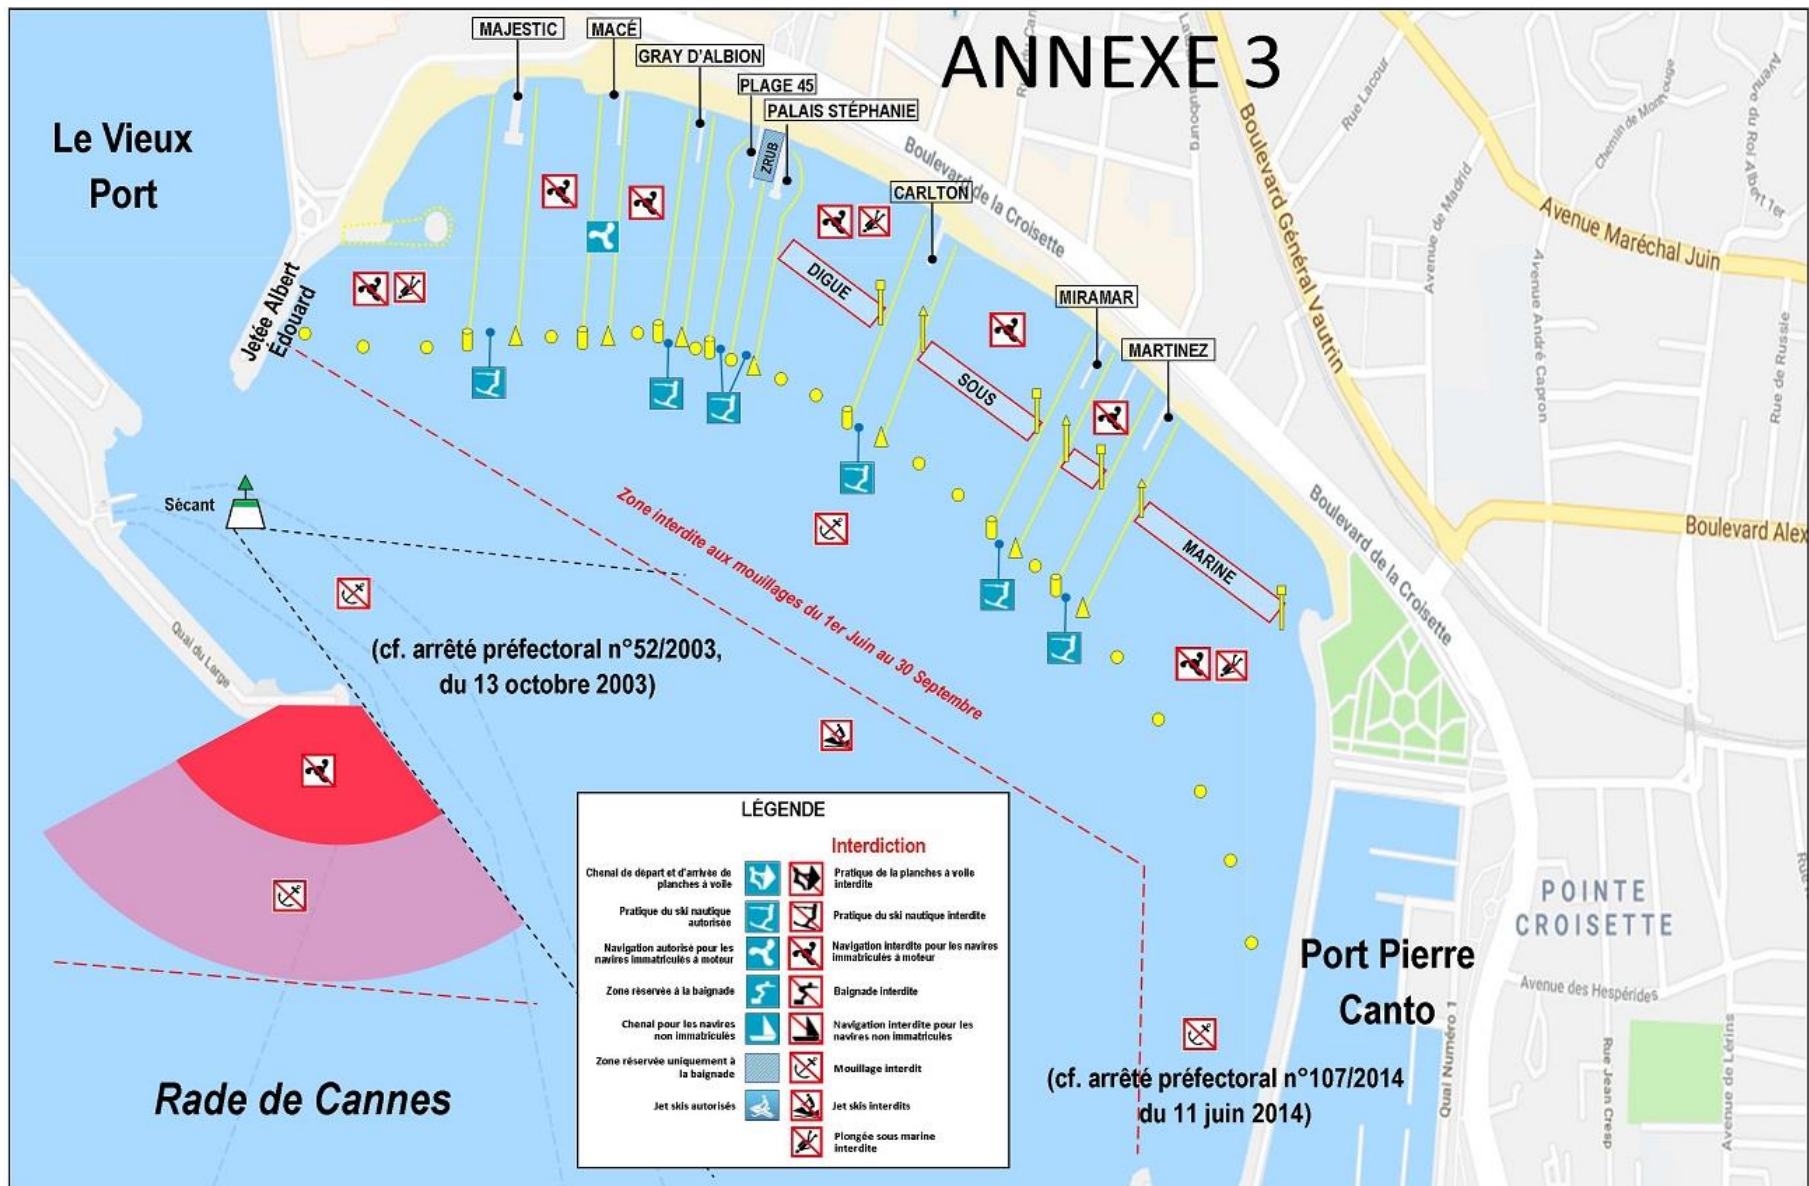 ANNEXE 3
MAJESTIC
MACÉ
GRAY D'ALBION
PLAGE 45
PALAIS STÉPHANIE
ZRUB
CARLTON
MIRAMAR
MARTINEZ
Le Vieux
Port
Jetée Albert
Édouard
DIGUE
SOUS
MARINE
Boulevard de la Croisette
Boulevard Général Vautrin
Rue Lacour
Chemin de Montrouge
Avenue du Roi Albert 1er
Avenue de Madrid
Avenue Maréchal Juin
Avenue André Capron
Rue de Russie
Boulevard Alex
Boulevard de la Croisette
Sécant
Quai du Large
Zone interdite aux mouillages du 1er Juin au 30 Septembre
(cf. arrêté préfectoral n°52/2003,
du 13 octobre 2003)
Rade de Cannes
LÉGENDE
Interdiction
Chenal de départ et d'arrivée de
planches à voile
Pratique de la planches à voile
interdite
Pratique du ski nautique
autorisée
Pratique du ski nautique interdite
Navigation autorisé pour les
navires immatriculés à moteur
Navigation interdite pour les navires
immatriculés à moteur
Zone réservée à la baignade
Baignade interdite
Chenal pour les navires
non immatriculés
Navigation interdite pour les
navires non immatriculés
Zone réservée uniquement à
la baignade
Mouillage interdit
Jet skis autorisés
Jet skis interdits
Plongée sous marine
interdite
POINTE
CROISETTE
Port Pierre
Canto
Avenue des Hespérides
(cf. arrêté préfectoral n°107/2014
du 11 juin 2014)
Quai Numéro 1
Rue Jean Cresp
Avenue de Lérins